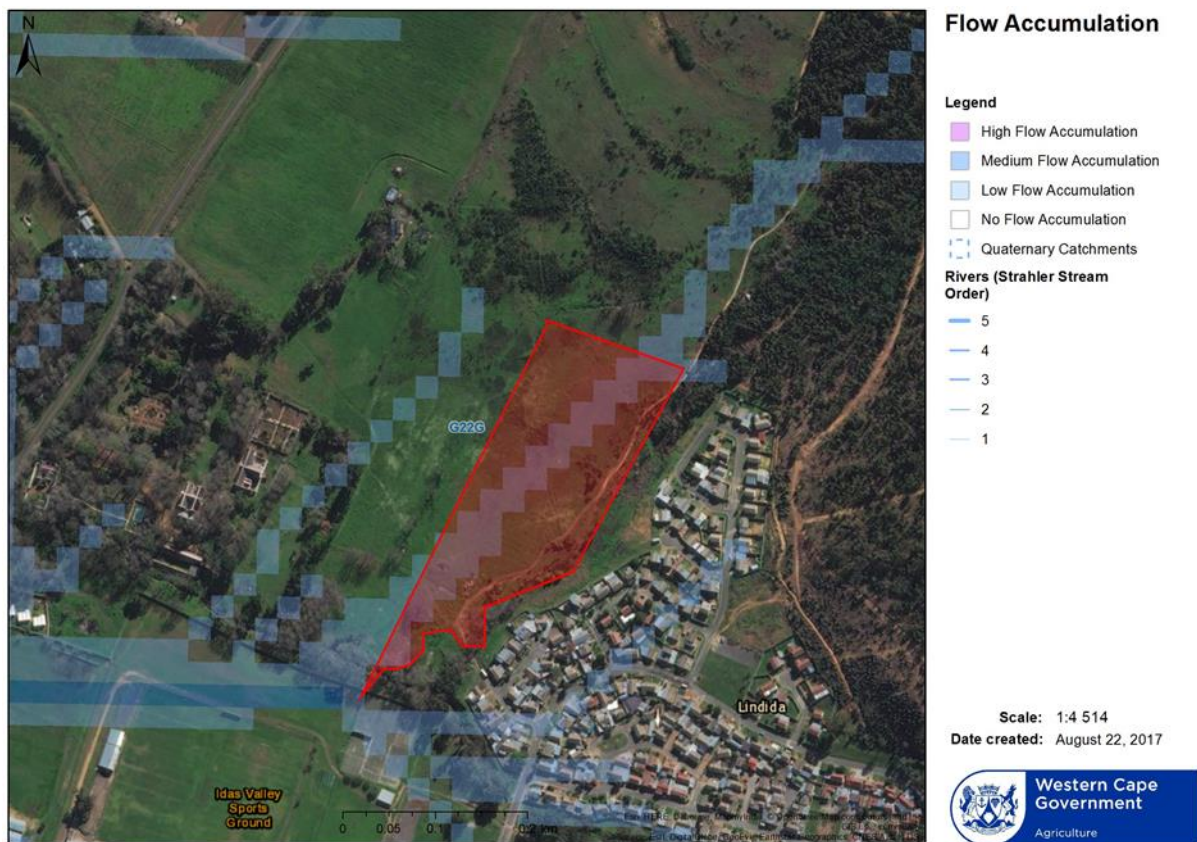 Flow Accumulation
N
Legend
High Flow Accumulation
Medium Flow Accumulation
Low Flow Accumulation
No Flow Accumulation
Quaternary Catchments
Rivers (Strahler Stream
Order)
5
4
3
2
1
G22G
Lindida
Idas Valley
Sports
Ground
0 0.05 0.1 0.2 km
Scale: 1:4 514
Date created: August 22, 2017
Western Cape
Government
Agriculture